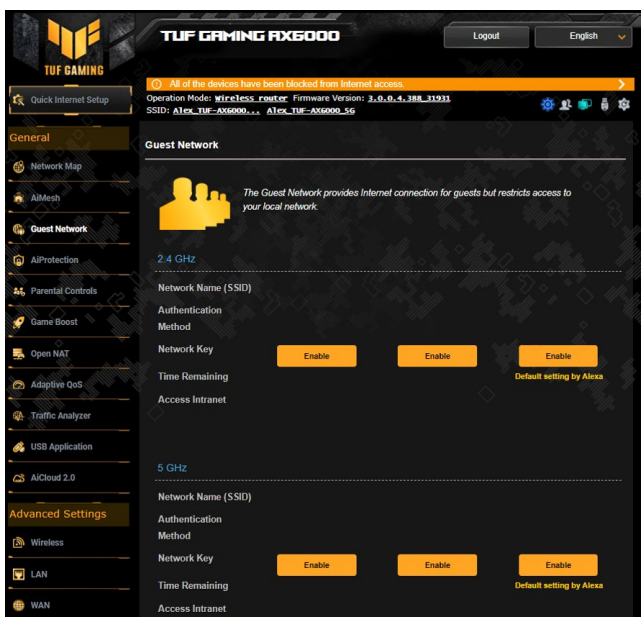 TUF GAMING AX6000
Logout
English
TUF GAMING
All of the devices have been blocked from Internet access.
Quick Internet Setup
Operation Mode: Wireless router Firmware Version: 3.0.0.4.388_31931
SSID: Alex_TUF-AX6000... Alex_TUF-AX6000_5G
General
Network Map
AiMesh
Guest Network
AiProtection
Parental Controls
Game Boost
Open NAT
Adaptive QoS
Traffic Analyzer
USB Application
AiCloud 2.0
Advanced Settings
Wireless
LAN
WAN
Guest Network
The Guest Network provides Internet connection for guests but restricts access to
your local network.
2.4 GHz
Network Name (SSID)
Authentication
Method
Network Key
Enable Enable Enable
Time Remaining
Default setting by Alexa
Access Intranet
5 GHz
Network Name (SSID)
Authentication
Method
Network Key
Enable Enable Enable
Time Remaining
Default setting by Alexa
Access Intranet